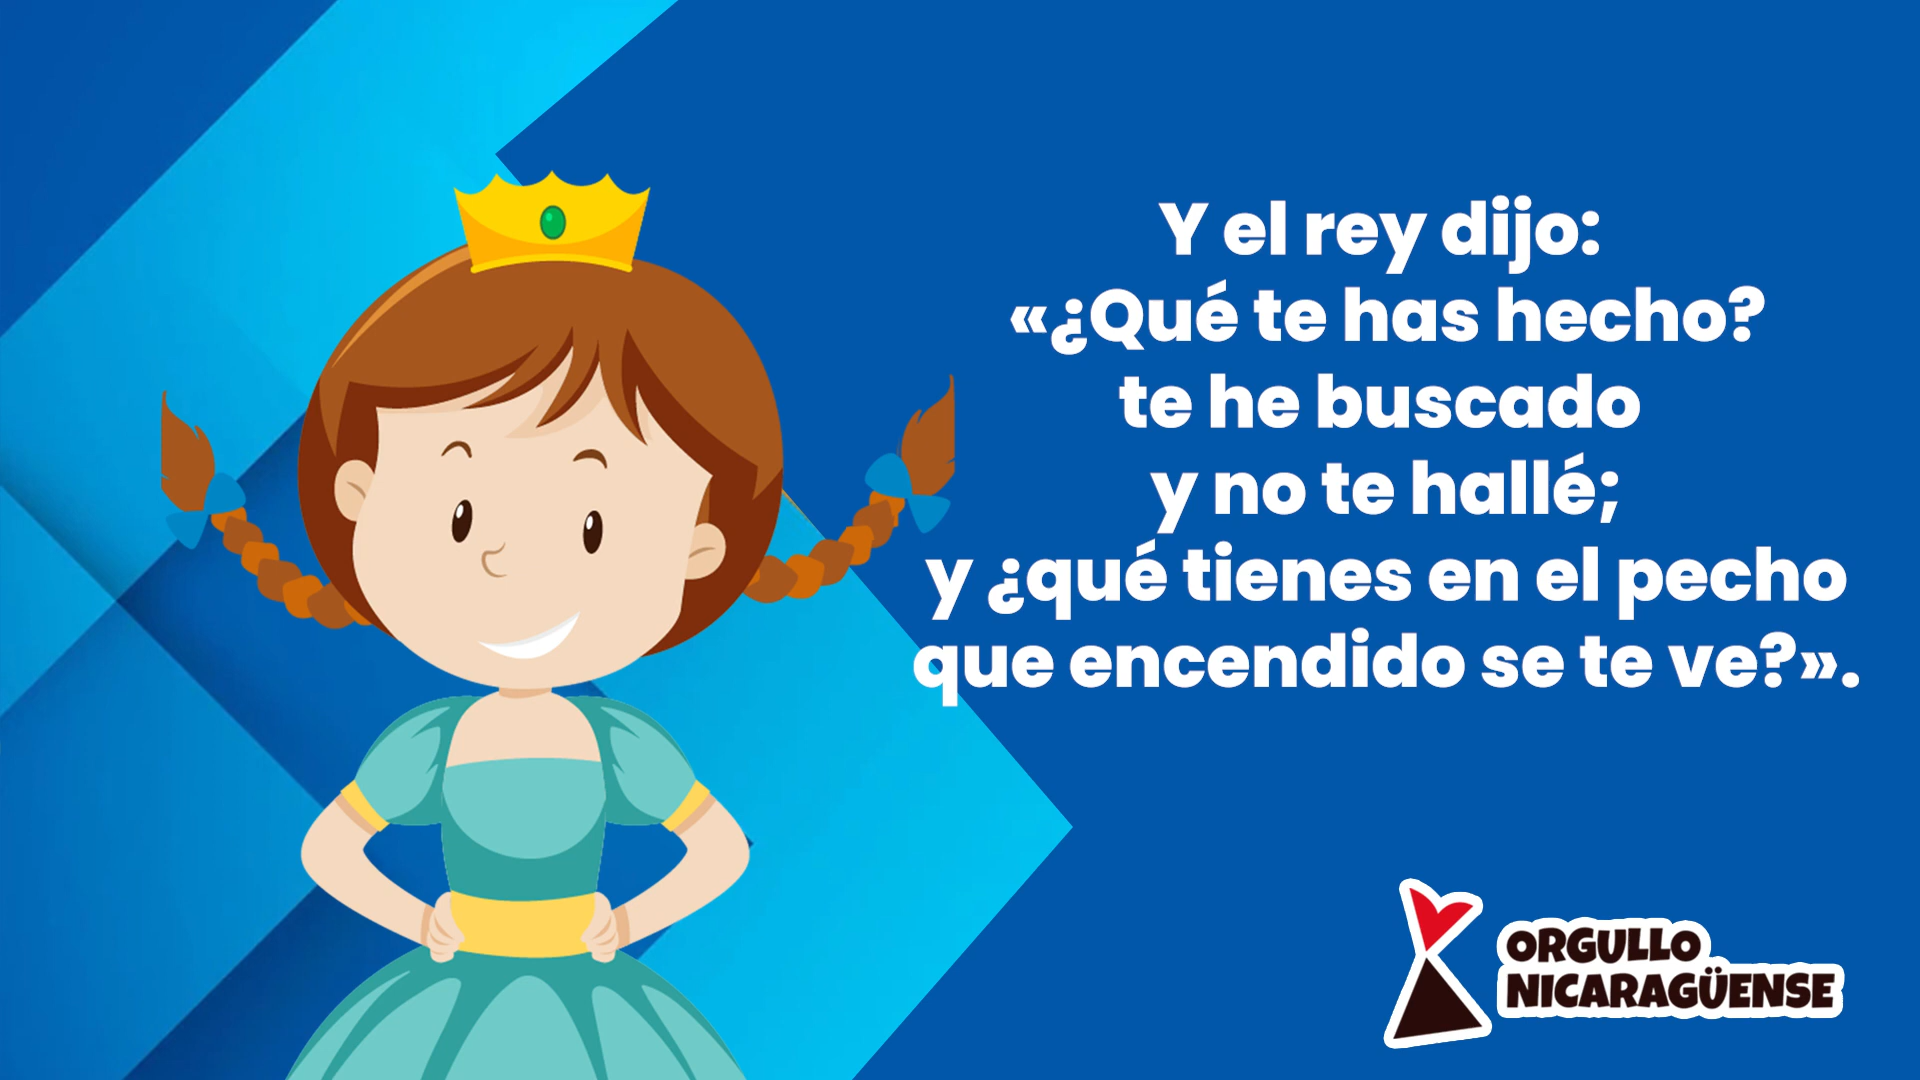 Y el rey dijo:
«¿Qué te has hecho?
te he buscado
y no te hallé;
y ¿qué tienes en el pecho
que encendido se te ve?».
ORGULLO
NICARAGÜENSE